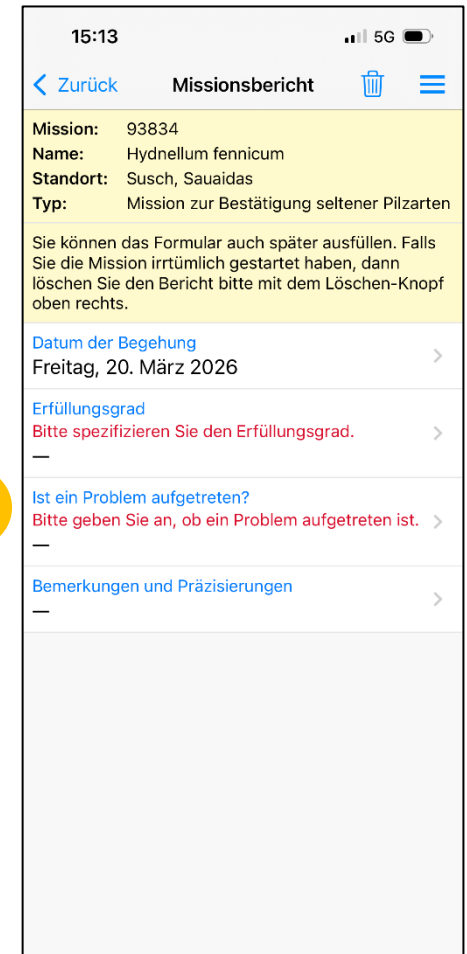 15:13 5G
Zurück Missionsbericht
Mission: 93834
Name: Hydnellum fennicum
Standort: Susch, Sauaidas
Typ: Mission zur Bestätigung seltener Pilzarten
Sie können das Formular auch später ausfüllen. Falls
Sie die Mission irrtümlich gestartet haben, dann
löschen Sie den Bericht bitte mit dem Löschen-Knopf
oben rechts.
Datum der Begehung
Freitag, 20. März 2026
Erfüllungsgrad
Bitte spezifizieren Sie den Erfüllungsgrad.
—
Ist ein Problem aufgetreten?
Bitte geben Sie an, ob ein Problem aufgetreten ist.
—
Bemerkungen und Präzisierungen
—